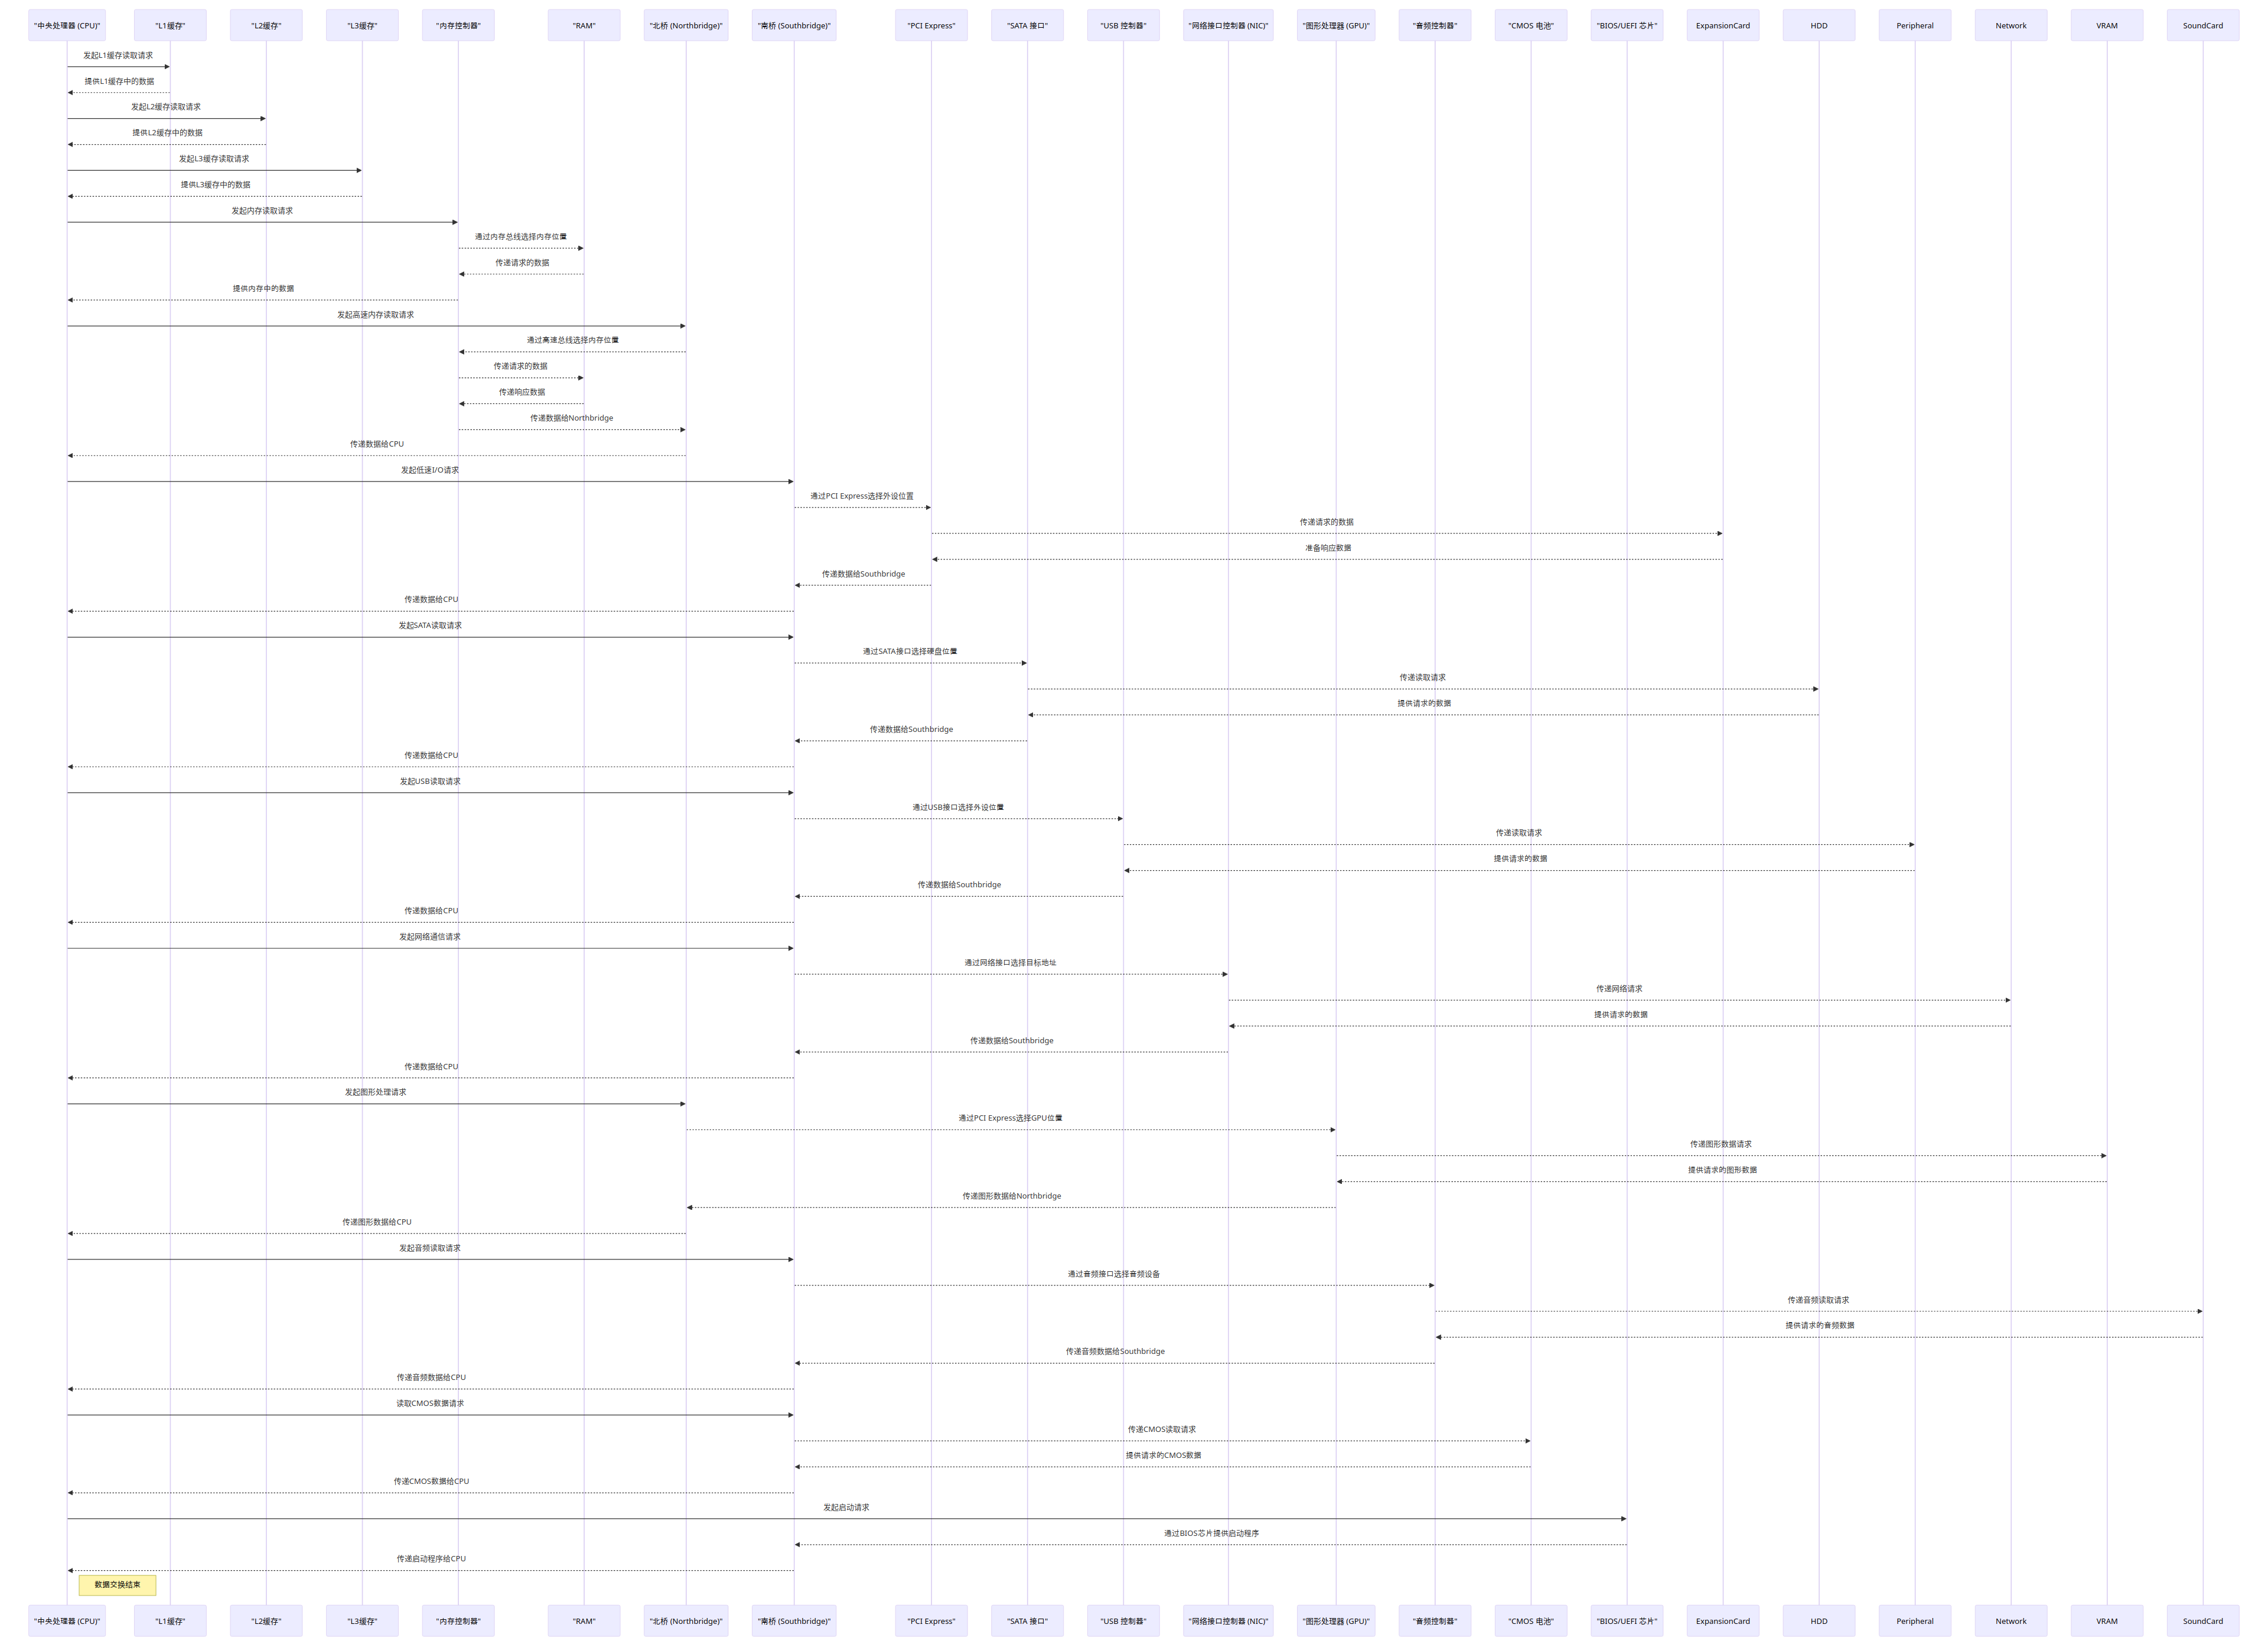 "中央处理器 (CPU)"
"L1缓存"
"L2缓存"
"L3缓存"
"内存控制器"
"RAM"
"北桥 (Northbridge)"
"南桥 (Southbridge)"
"PCI Express"
"SATA 接口"
"USB 控制器"
"网络接口控制器 (NIC)"
"图形处理器 (GPU)"
"音频控制器"
"CMOS 电池"
"BIOS/UEFI 芯片"
ExpansionCard
HDD
Peripheral
Network
VRAM
SoundCard
发起L1缓存读取请求
提供L1缓存中的数据
发起L2缓存读取请求
提供L2缓存中的数据
发起L3缓存读取请求
提供L3缓存中的数据
发起内存读取请求
通过内存总线选择内存位置
传递请求的数据
提供内存中的数据
发起高速内存读取请求
通过高速总线选择内存位置
传递请求的数据
传递响应数据
传递数据给Northbridge
传递数据给CPU
发起低速I/O请求
通过PCI Express选择外设位置
传递请求的数据
准备响应数据
传递数据给Southbridge
传递数据给CPU
发起SATA读取请求
通过SATA接口选择硬盘位置
传递读取请求
提供请求的数据
传递数据给Southbridge
传递数据给CPU
发起USB读取请求
通过USB接口选择外设位置
传递读取请求
提供请求的数据
传递数据给Southbridge
传递数据给CPU
发起网络通信请求
通过网络接口选择目标地址
传递网络请求
提供请求的数据
传递数据给Southbridge
传递数据给CPU
发起图形处理请求
通过PCI Express选择GPU位置
传递图形数据请求
提供请求的图形数据
传递图形数据给Northbridge
传递图形数据给CPU
发起音频读取请求
通过音频接口选择音频设备
传递音频读取请求
提供请求的音频数据
传递音频数据给Southbridge
传递音频数据给CPU
读取CMOS数据请求
传递CMOS读取请求
提供请求的CMOS数据
传递CMOS数据给CPU
发起启动请求
通过BIOS芯片提供启动程序
传递启动程序给CPU
数据交换结束
"中央处理器 (CPU)"
"L1缓存"
"L2缓存"
"L3缓存"
"内存控制器"
"RAM"
"北桥 (Northbridge)"
"南桥 (Southbridge)"
"PCI Express"
"SATA 接口"
"USB 控制器"
"网络接口控制器 (NIC)"
"图形处理器 (GPU)"
"音频控制器"
"CMOS 电池"
"BIOS/UEFI 芯片"
ExpansionCard
HDD
Peripheral
Network
VRAM
SoundCard